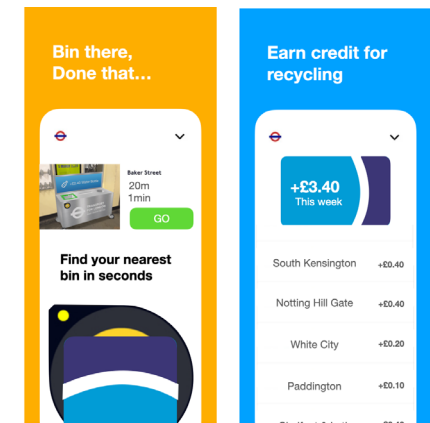 Bin there,
Done that...
Baker Street
20m
1min
GO
Find your nearest
bin in seconds
Earn credit for
recycling
+£3.40
This week
South Kensington +£0.40
Notting Hill Gate +£0.40
White City +£0.20
Paddington +£0.10